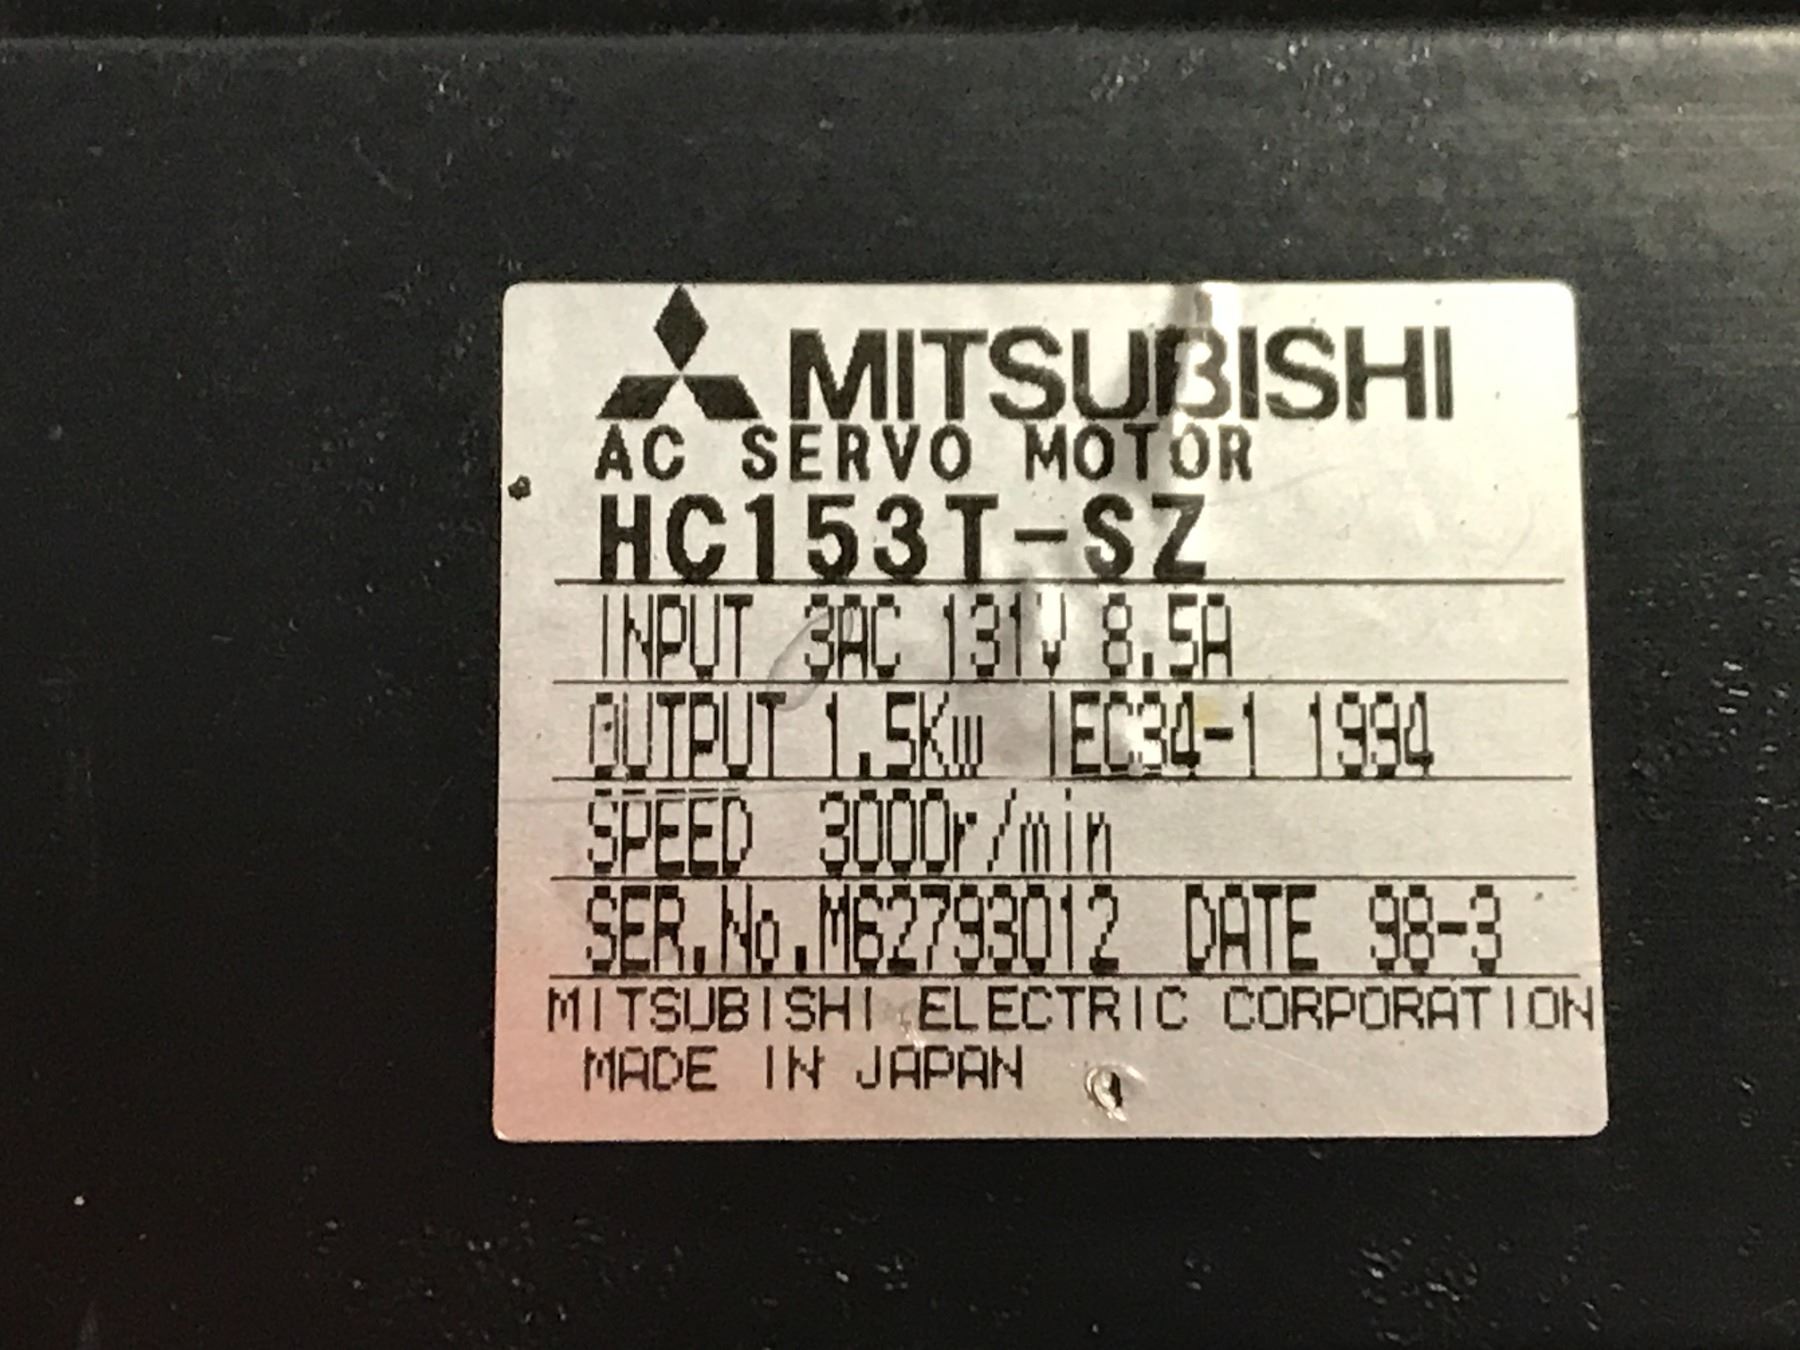 MITSUBISHI
AC SERVO MOTOR
HC153T-SZ
INPUT 3AC 131V 8.5A
OUTPUT 1.5Kw IEC34-1 1994
SPEED 3000r/min
SER.No.M62793012 DATE 98-3
MITSUBISHI ELECTRIC CORPORATION
MADE IN JAPAN